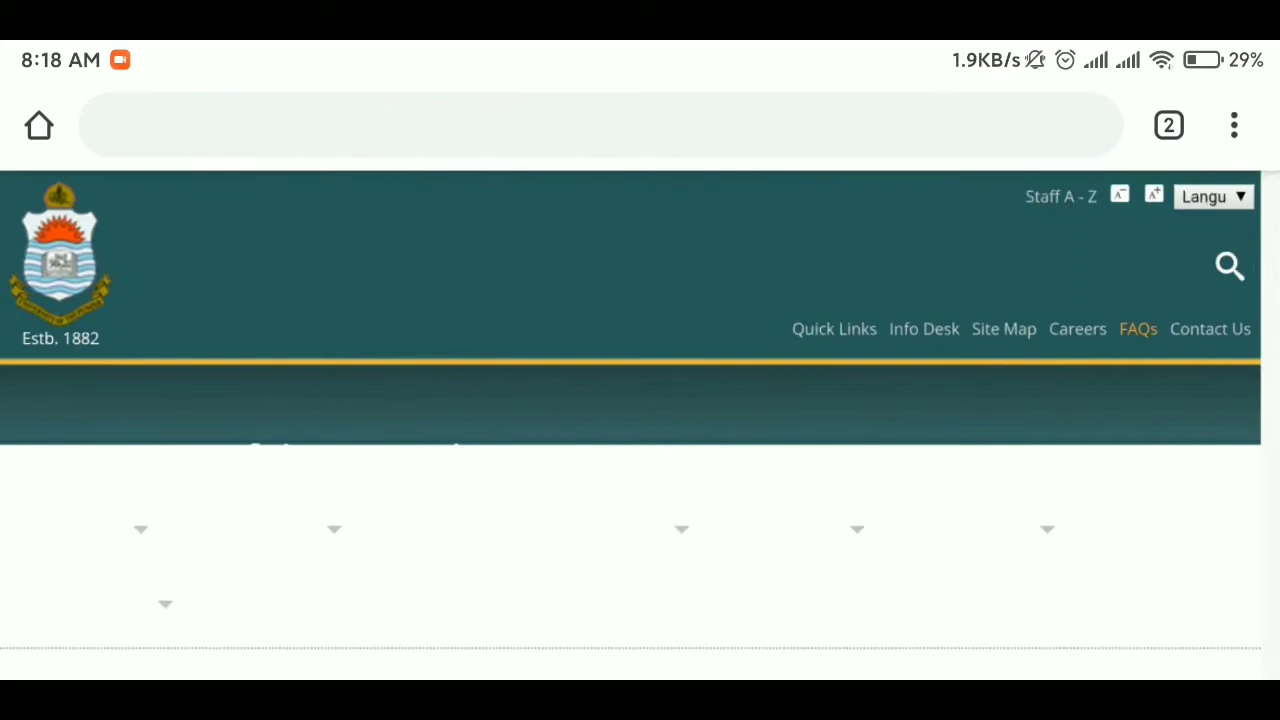 8:18 AM
1.9KB/s
29%
2
Staff A - Z
A-
A+
Langu
Estb. 1882
Quick Links
Info Desk
Site Map
Careers
FAQs
Contact Us